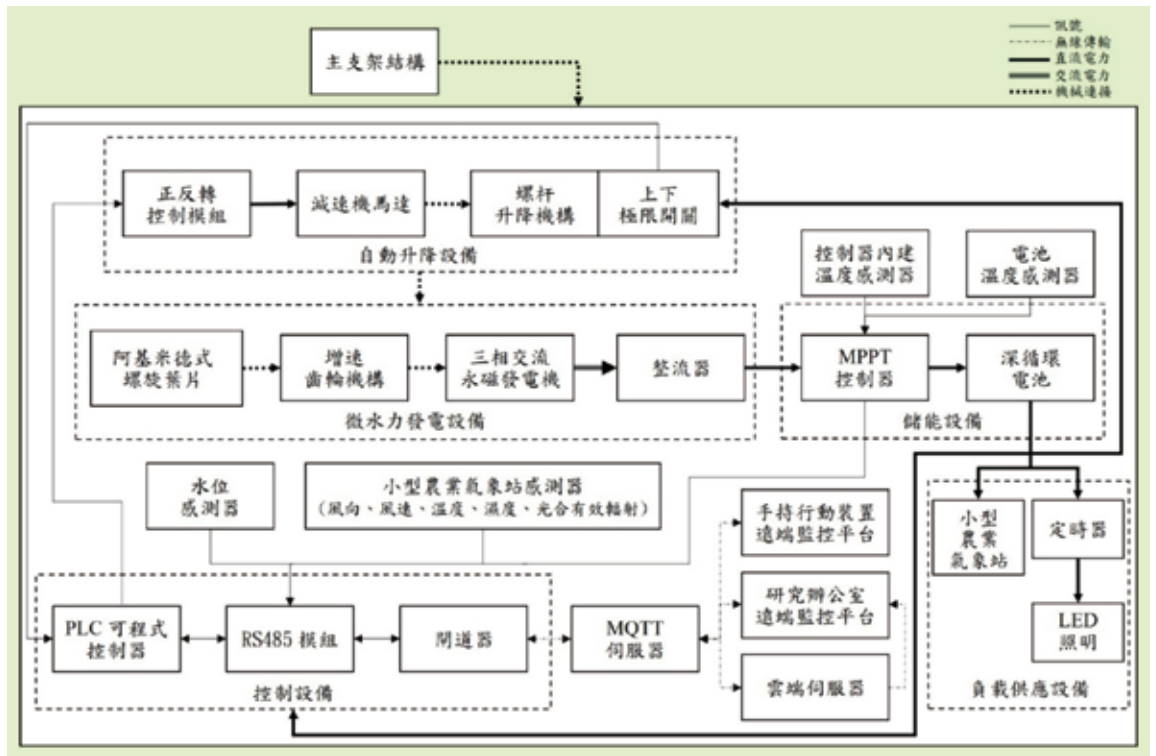 訊號
無線傳輸
直流電力
交流電力
機械連接
主支架結構
正反轉
控制模組
減速機馬達
螺杆
升降機構
上下
極限開關
自動升降設備
控制器內建
溫度感測器
電池
溫度感測器
阿基米德式
螺旋葉片
增速
齒輪機構
三相交流
永磁發電機
整流器
微水力發電設備
MPPT
控制器
深循環
電池
儲能設備
水位
感測器
小型農業氣象站感測器
(風向、風速、溫度、濕度、光合有效輻射)
手持行動裝置
遠端監控平台
小型
農業
氣象站
定時器
PLC 可程式
控制器
RS485 模組
閘道器
控制設備
MQTT
伺服器
研究辦公室
遠端監控平台
雲端伺服器
LED
照明
負載供應設備